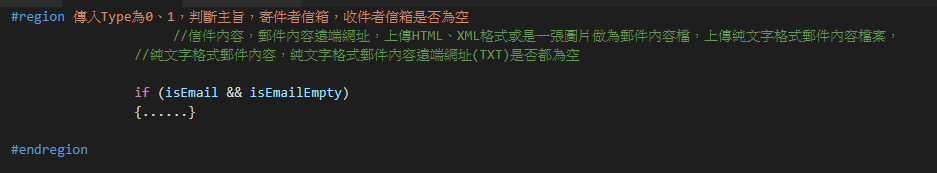 #region 傳入Type為0、1，判斷主旨，寄件者信箱，收件者信箱是否為空
//信件內容，郵件內容遠端網址，上傳HTML、XML格式或是一張圖片做為郵件內容檔，上傳純文字格式郵件內容檔案，
//純文字格式郵件內容，純文字格式郵件內容遠端網址(TXT)是否都為空
if (isEmail && isEmailEmpty)
{......}
#endregion